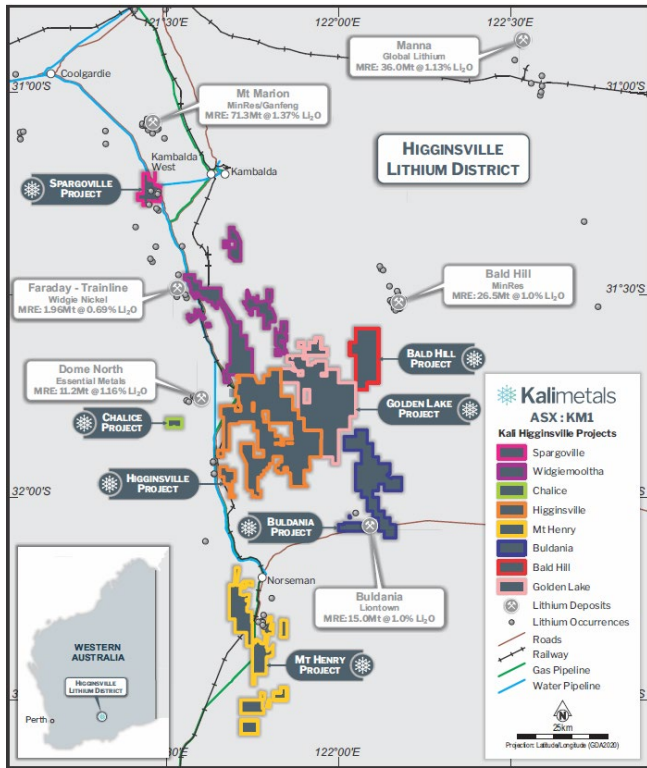 121°30'E
122°00'E
122°30'E
Manna
Global Lithium
MRE: 36.0Mt @ 1.13% Li₂O
31°00'S
31°00'S
Coolgardie
Mt Marion
MinRes/Ganfeng
MRE: 71.3Mt @ 1.37% Li₂O
HIGGINSVILLE
LITHIUM DISTRICT
Kambalda
West
Kambalda
SPARGOVILLE
PROJECT
Faraday - Trainline
Widgie Nickel
MRE: 1.96Mt @ 0.69% Li₂O
Bald Hill
MinRes
MRE: 26.5Mt @ 1.0% Li₂O
31°30'S
Dome North
Essential Metals
MRE: 11.2Mt @ 1.16% Li₂O
BALD HILL
PROJECT
GOLDEN LAKE
PROJECT
CHALICE
PROJECT
HIGGINSVILLE
PROJECT
32°00'S
BULDANIA
PROJECT
Norseman
Buldania
Liontown
MRE:15.0Mt @ 1.0% Li₂O
MT HENRY
PROJECT
Kalimetals
ASX : KM1
Kali Higginsville Projects
Spargoville
Widgiemooltha
Chalice
Higginsville
Mt Henry
Buldania
Bald Hill
Golden Lake
Lithium Deposits
Lithium Occurrences
Roads
Railway
Gas Pipeline
Water Pipeline
N
25km
Projection: Latitude/Longitude (GDA2020)
WESTERN
AUSTRALIA
HIGGINSVILLE
LITHIUM DISTRICT
Perth
122°00'E